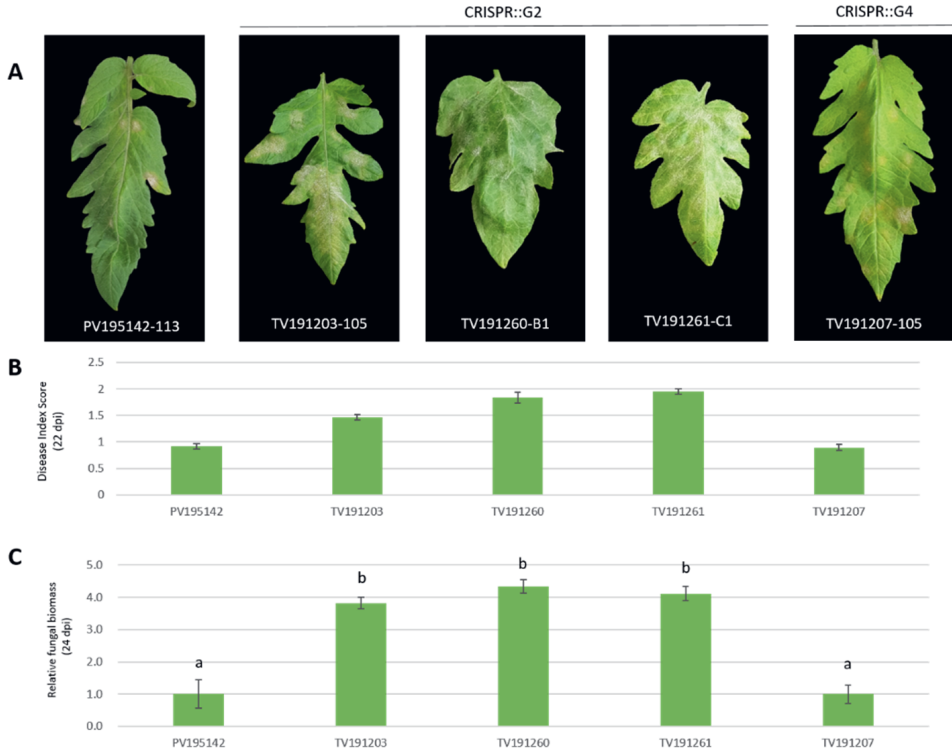 CRISPR::G2
CRISPR::G4
A
PV195142-113
TV191203-105
TV191260-B1
TV191261-C1
TV191207-105
B
Disease Index Score
(22 dpi)
2.5
2
1.5
1
0.5
0
PV195142
TV191203
TV191260
TV191261
TV191207
C
Relative fungal biomass
(24 dpi)
5.0
4.0
3.0
2.0
1.0
0.0
a
b
b
b
a
PV195142
TV191203
TV191260
TV191261
TV191207